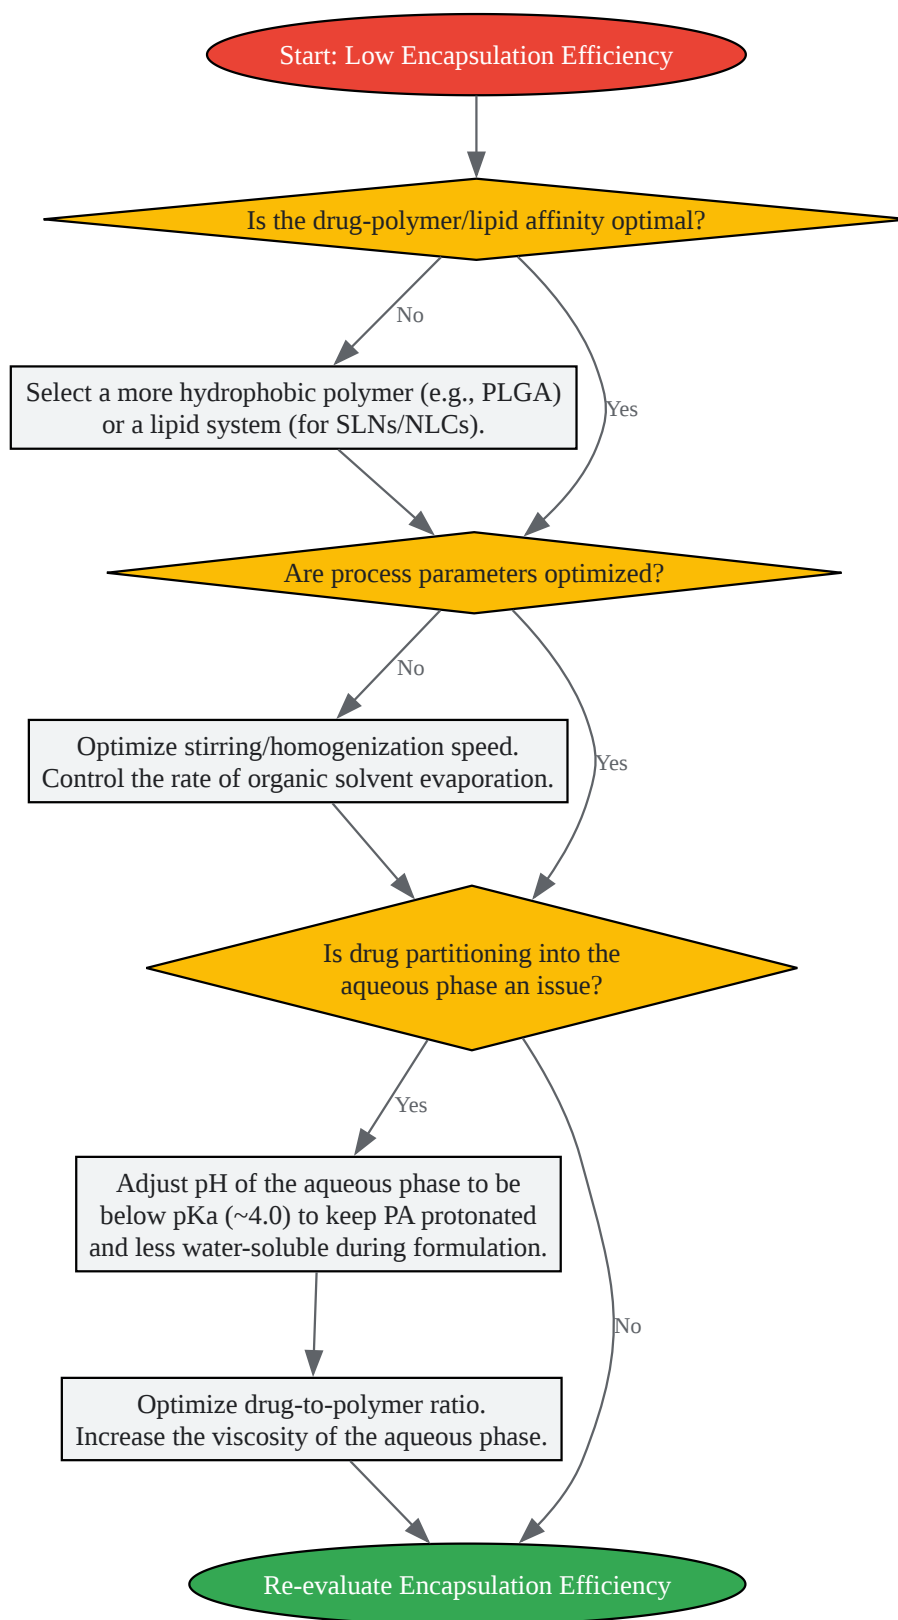 Start: Low Encapsulation Efficiency
Is the drug-polymer/lipid affinity optimal?
No
Select a more hydrophobic polymer (e.g., PLGA)
or a lipid system (for SLNs/NLCs).
Yes
Are process parameters optimized?
No
Optimize stirring/homogenization speed.
Control the rate of organic solvent evaporation.
Yes
Is drug partitioning into the
aqueous phase an issue?
Yes
Adjust pH of the aqueous phase to be
below pKa (~4.0) to keep PA protonated
and less water-soluble during formulation.
No
Optimize drug-to-polymer ratio.
Increase the viscosity of the aqueous phase.
Re-evaluate Encapsulation Efficiency